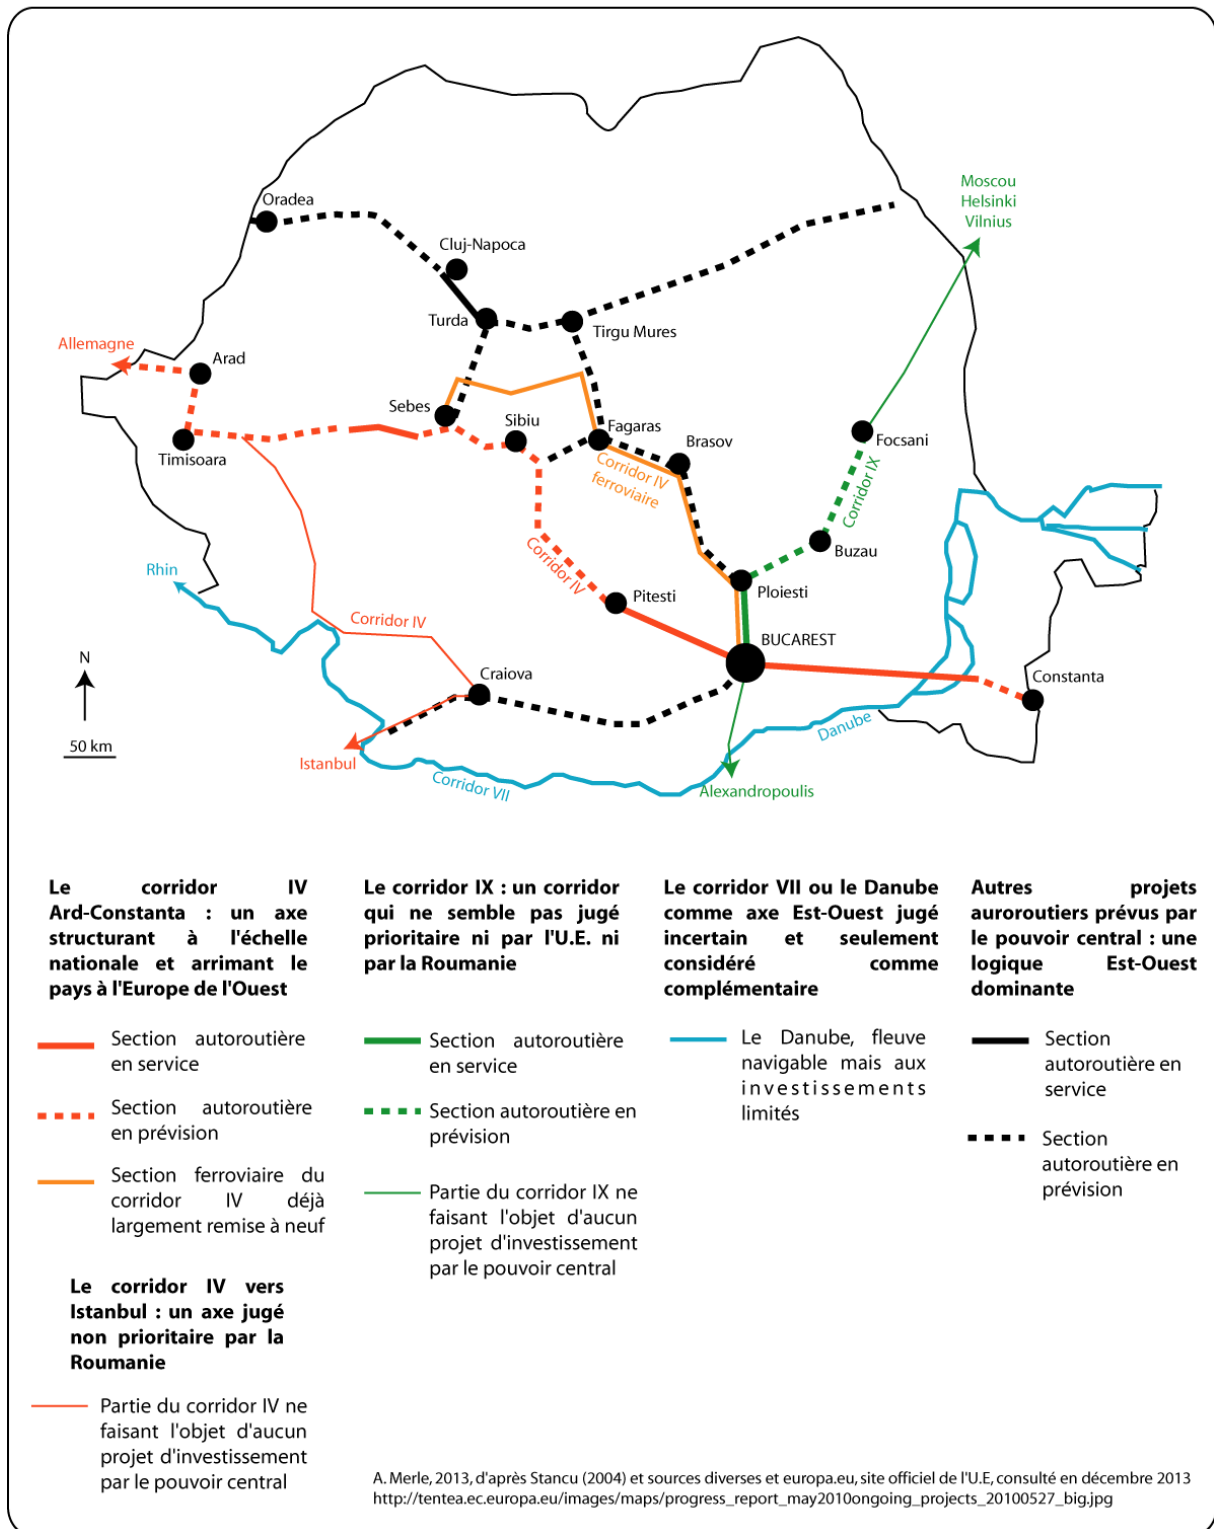 Moscou
Helsinki
Vilnius
Oradea
Cluj-Napoca
Turda
Tirgu Mures
Allemagne
Arad
Sebes
Sibiu
Fagaras
Brasov
Focsani
Timisoara
Corridor IV
ferroviaire
Corridor IX
Buzau
Corridor IV
Rhin
Pitesti
Ploiesti
Corridor IV
BUCAREST
N
Craiova
Constanta
50 km
Istanbul
Danube
Corridor VII
Alexandropoulis
Le corridor IV
Ard-Constanta : un axe
structurant à l'échelle
nationale et arrimant le
pays à l'Europe de l'Ouest
Section autoroutière
en service
Section autoroutière
en prévision
Section ferroviaire du
corridor IV déjà
largement remise à neuf
Le corridor IV vers
Istanbul : un axe jugé
non prioritaire par la
Roumanie
Partie du corridor IV ne
faisant l'objet d'aucun
projet d'investissement
par le pouvoir central
Le corridor IX : un corridor
qui ne semble pas jugé
prioritaire ni par l'U.E. ni
par la Roumanie
Section autoroutière
en service
Section autoroutière en
prévision
Partie du corridor IX ne
faisant l'objet d'aucun
projet d'investissement
par le pouvoir central
Le corridor VII ou le Danube
comme axe Est-Ouest jugé
incertain et seulement
considéré comme
complémentaire
Le Danube, fleuve
navigable mais aux
investissements
limités
Autres projets
auroroutiers prévus par
le pouvoir central : une
logique Est-Ouest
dominante
Section
autoroutière en
service
Section
autoroutière en
prévision
A. Merle, 2013, d'après Stancu (2004) et sources diverses et europa.eu, site officiel de l'U.E, consulté en décembre 2013
http://tentea.ec.europa.eu/images/maps/progress_report_may2010ongoing_projects_20100527_big.jpg